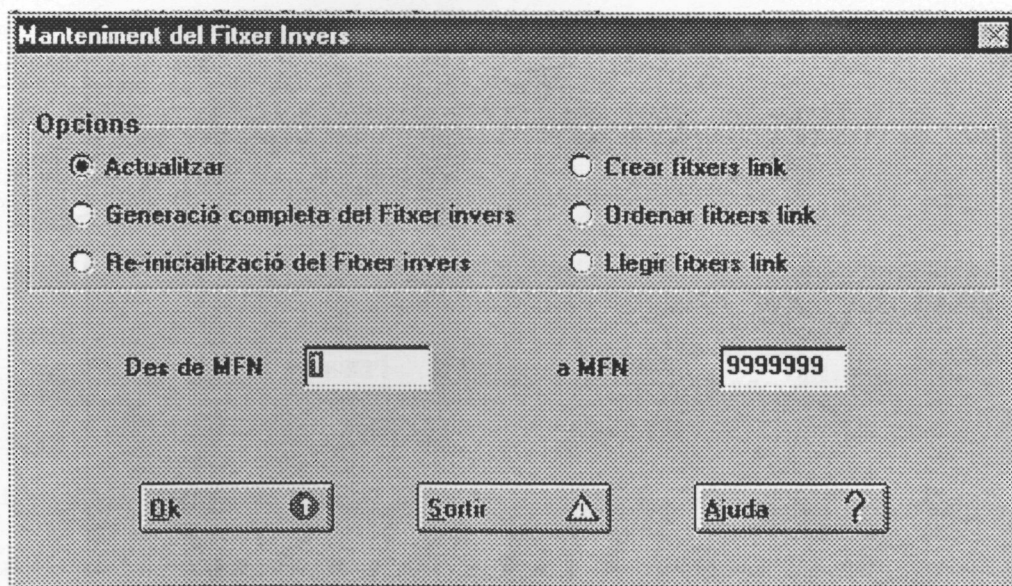 Manteniment del Fitxer Invers
Opcions
Actualitzar
Crear fitxers link
Generació completa del Fitxer invers
Ordenar fitxers link
Re-inicialització del Fitxer invers
Llegir fitxers link
Des de MFN 1 a MFN 9999999
Ok Sortir Ajuda ?